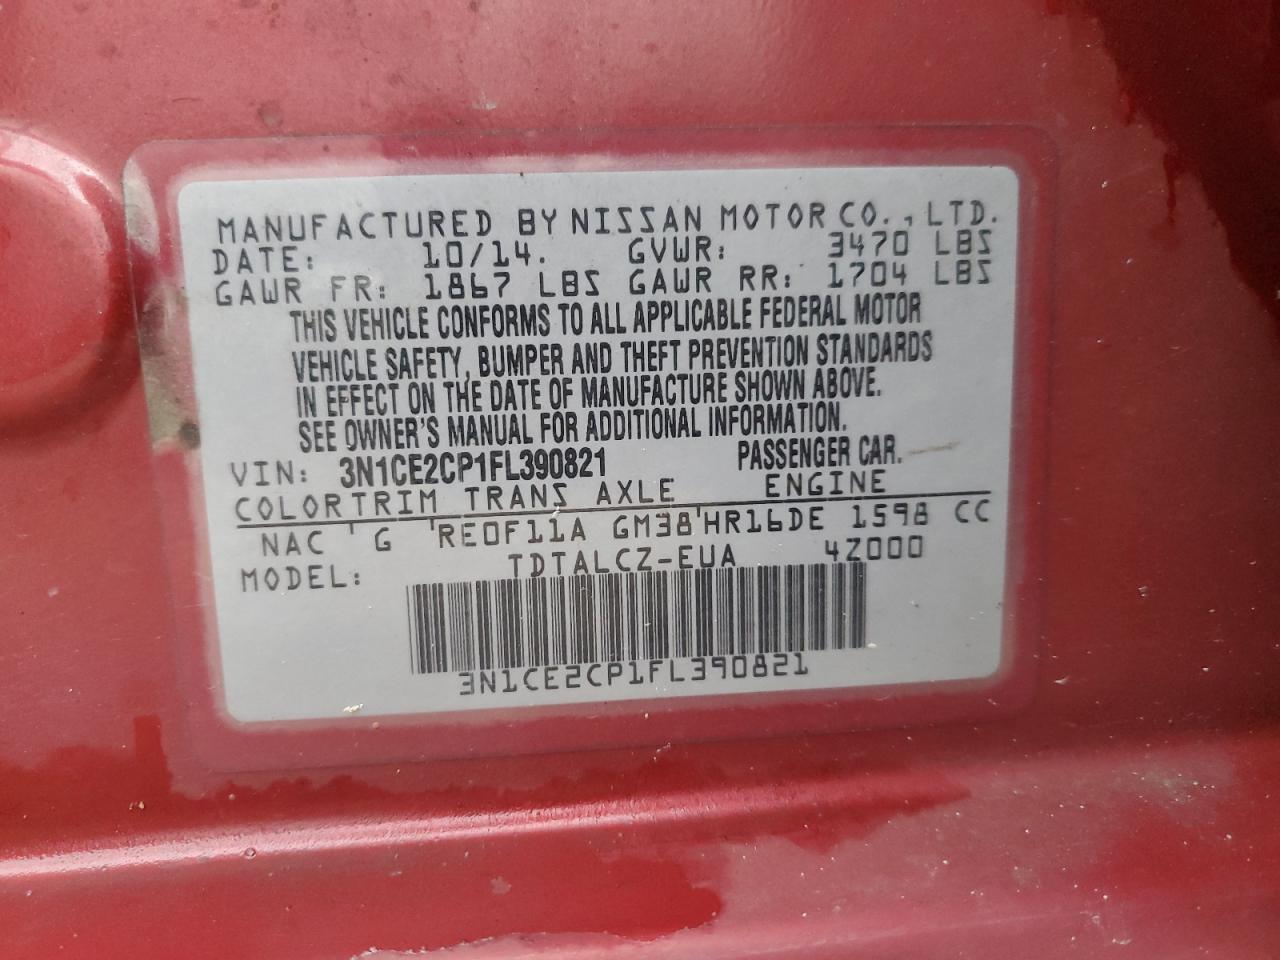 MANUFACTURED BY NISSAN MOTOR CO., LTD.
DATE: 10/14. GVWR: 3470 LBS
GAWR FR: 1867 LBS GAWR RR: 1704 LBS
THIS VEHICLE CONFORMS TO ALL APPLICABLE FEDERAL MOTOR
VEHICLE SAFETY, BUMPER AND THEFT PREVENTION STANDARDS
IN EFFECT ON THE DATE OF MANUFACTURE SHOWN ABOVE.
SEE OWNER'S MANUAL FOR ADDITIONAL INFORMATION.
VIN: 3N1CE2CP1FL390821 PASSENGER CAR.
COLOR TRIM TRANS AXLE ENGINE
NAC G RE0F11A GM38 HR16DE 1598 CC
MODEL: TDTALCZ-EUA 4Z000
3N1CE2CP1FL390821